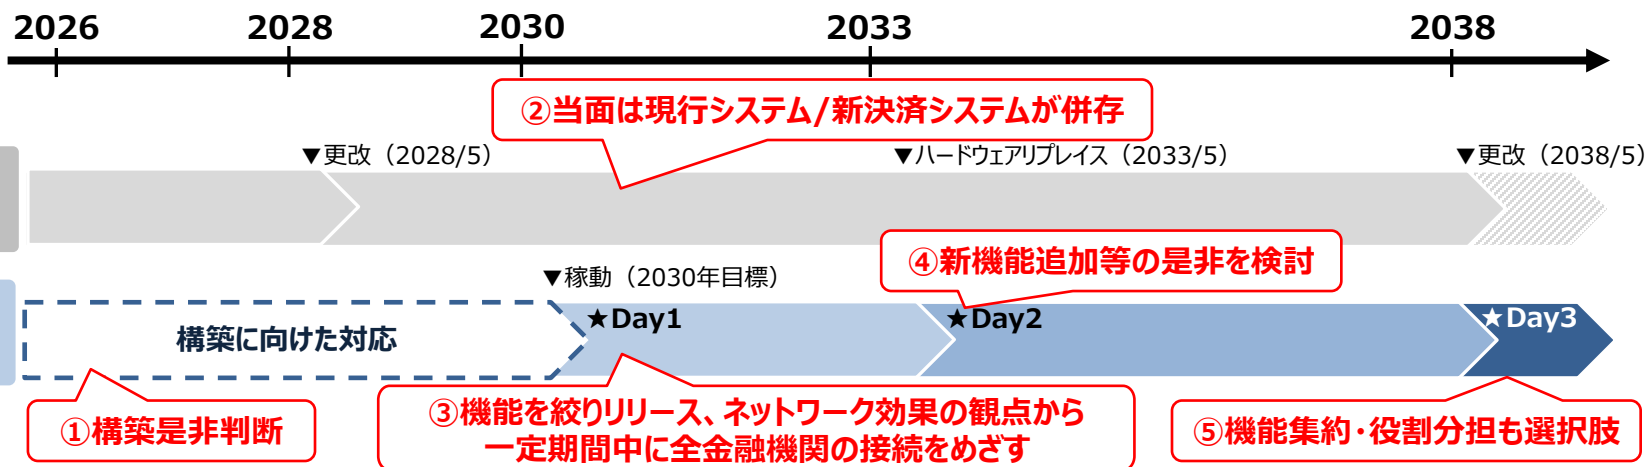 2026
2028
2030
2033
2038
②当面は現行システム/新決済システムが併存
▼更改（2028/5）
▼ハードウェアリプレイス（2033/5）
▼更改（2038/5）
④新機能追加等の是非を検討
▼稼動（2030年目標）
構築に向けた対応
★Day1
★Day2
★Day3
①構築是非判断
③機能を絞りリリース、ネットワーク効果の観点から
一定期間中に全金融機関の接続をめざす
⑤機能集約・役割分担も選択肢